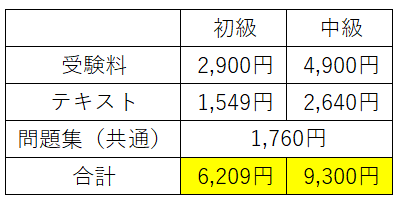 初級 中級
受験料 2,900円 4,900円
テキスト 1,549円 2,640円
問題集（共通） 1,760円
合計 6,209円 9,300円